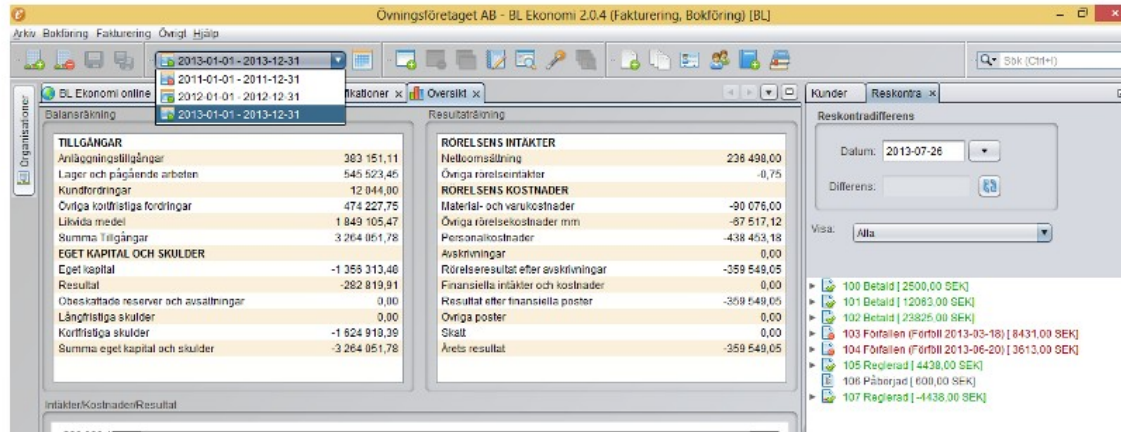 Övningsföretaget AB - BL Ekonomi 2.0.4 (Fakturering, Bokföring) [BL]
Arkiv Bokföring Fakturering Övrigt Hjälp
2013-01-01 - 2013-12-31
Sök (Ctrl+I)
2011-01-01 - 2011-12-31
2012-01-01 - 2012-12-31
2013-01-01 - 2013-12-31
Organisationer
BL Ekonomi online
fikationer
Översikt
Balansräkning
TILLGÅNGAR
Anläggningstillgångar 383 151,11
Lager och pågående arbeten 545 523,45
Kundfordringar 12 044,00
Övriga kortfristiga fordringar 474 227,75
Likvida medel 1 849 105,47
Summa Tillgångar 3 264 051,78
EGET KAPITAL OCH SKULDER
Eget kapital -1 356 313,48
Resultat -282 819,91
Obeskattade reserver och avsättningar 0,00
Långfristiga skulder 0,00
Kortfristiga skulder -1 624 918,39
Summa eget kapital och skulder -3 264 051,78
Resultaträkning
RÖRELSENS INTÄKTER
Nettoomsättning 236 498,00
Övriga rörelseintäkter -0,75
RÖRELSENS KOSTNADER
Material- och varukostnader -90 076,00
Övriga rörelsekostnader mm -67 517,12
Personalkostnader -438 453,18
Avskrivningar 0,00
Rörelseresultat efter avskrivningar -359 549,05
Finansiella intäkter och kostnader 0,00
Resultat efter finansiella poster -359 549,05
Övriga poster 0,00
Skatt 0,00
Årets resultat -359 549,05
Intäkter/Kostnader/Resultat
Kunder
Reskontra
Reskontradifferens
Datum: 2013-07-26
Differens:
Visa: Alla
100 Betald [ 2500,00 SEK]
101 Betald [ 12063,00 SEK]
102 Betald [ 23825,00 SEK]
103 Förfallen (Förföll 2013-03-18) [ 8431,00 SEK]
104 Förfallen (Förföll 2013-06-20) [ 3613,00 SEK]
105 Reglerad [ 4438,00 SEK]
106 Påbörjad [ 600,00 SEK]
107 Reglerad [ -4438,00 SEK]